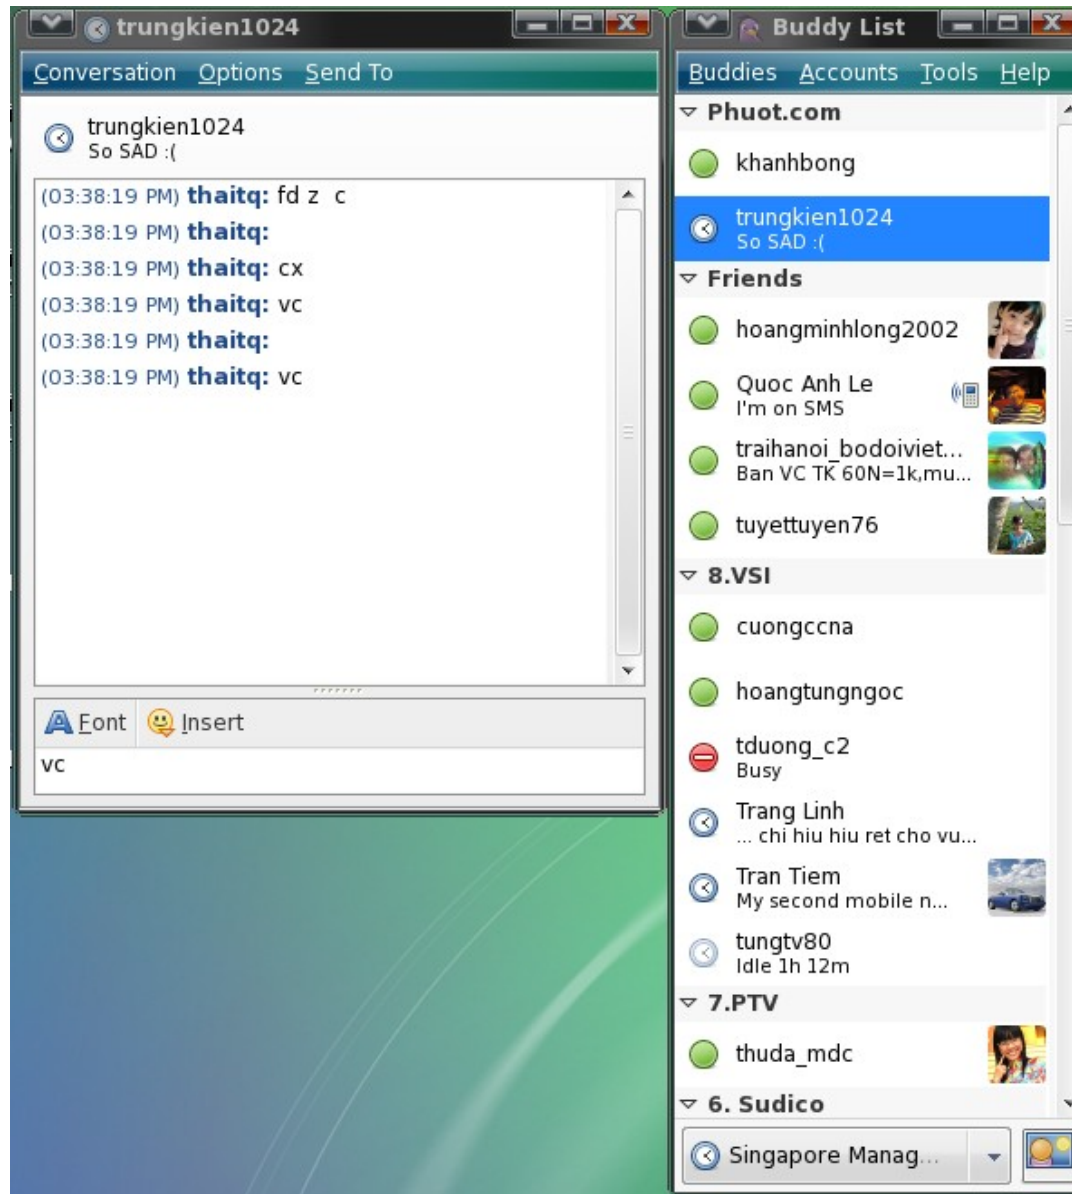 trungkien1024
Conversation Options Send To
trungkien1024
So SAD :(
(03:38:19 PM) thaitq: fd z c
(03:38:19 PM) thaitq:
(03:38:19 PM) thaitq: cx
(03:38:19 PM) thaitq: vc
(03:38:19 PM) thaitq:
(03:38:19 PM) thaitq: vc
Font Insert
vc
Buddy List
Buddies Accounts Tools Help
Phuot.com
khanhbong
trungkien1024
So SAD :(
Friends
hoangminhlong2002
Quoc Anh Le
I'm on SMS
traihanoi_bodoiviet...
Ban VC TK 60N=1k,mu...
tuyettuyen76
8.VSI
cuongccna
hoangtungngoc
tduong_c2
Busy
Trang Linh
... chi hiu hiu ret cho vu...
Tran Tiem
My second mobile n...
tungtv80
Idle 1h 12m
7.PTV
thuda_mdc
6. Sudico
Singapore Manag...